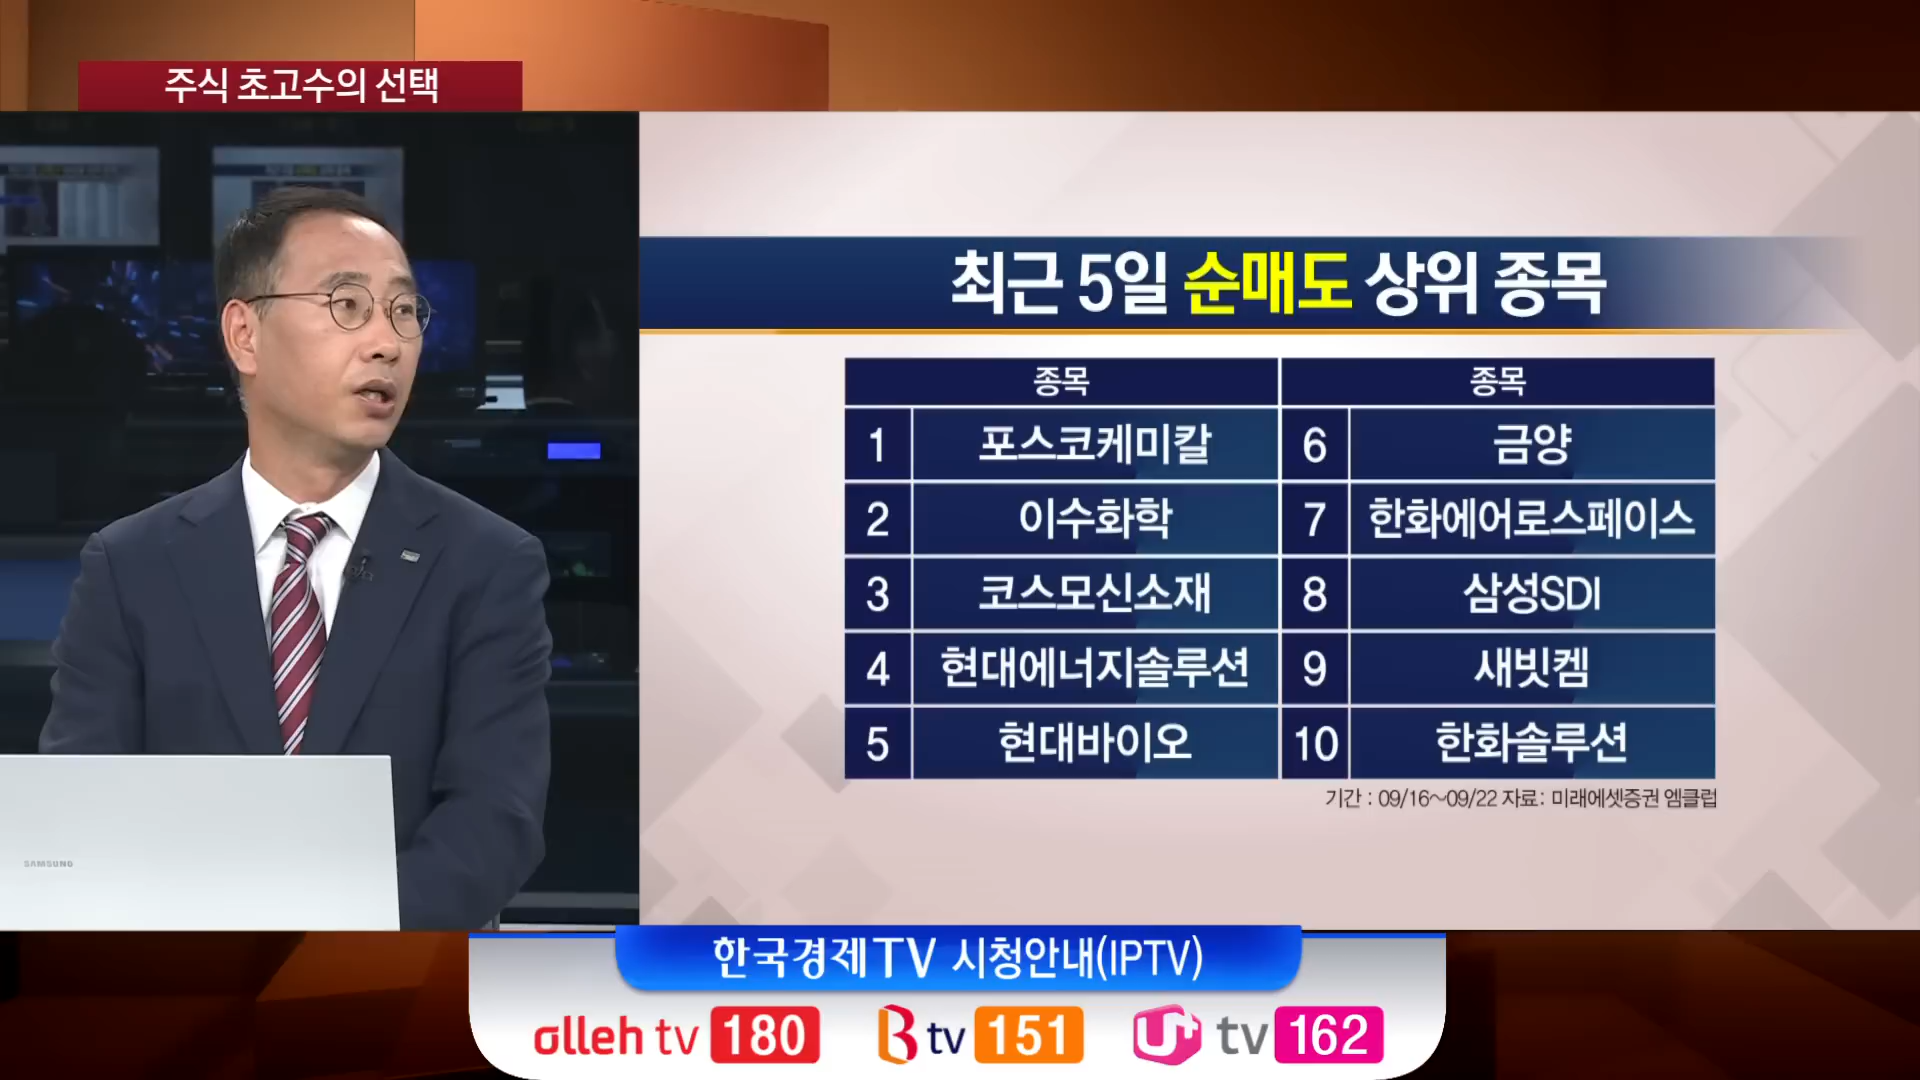 주식 초고수의 선택
최근 5일 순매도 상위 종목
종목 종목
1 포스코케미칼 6 금양
2 이수화학 7 한화에어로스페이스
3 코스모신소재 8 삼성SDI
4 현대에너지솔루션 9 새빗켐
5 현대바이오 10 한화솔루션
기간 : 09/16~09/22 자료: 미래에셋증권 엠클럽
SAMSUNG
한국경제TV 시청안내(IPTV)
olleh tv 180 B tv 151 U+ tv 162